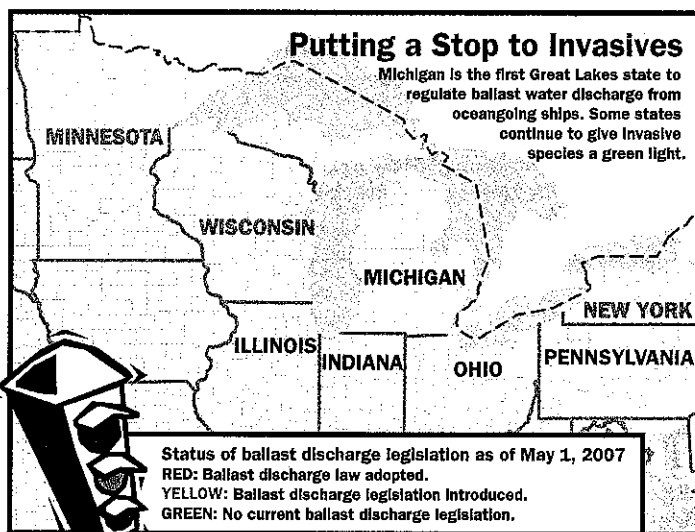 Putting a Stop to Invasives
Michigan is the first Great Lakes state to
regulate ballast water discharge from
oceangoing ships. Some states
continue to give invasive
species a green light.
MINNESOTA
WISCONSIN
MICHIGAN
NEW YORK
ILLINOIS
INDIANA
OHIO
PENNSYLVANIA
Status of ballast discharge legislation as of May 1, 2007
RED: Ballast discharge law adopted.
YELLOW: Ballast discharge legislation introduced.
GREEN: No current ballast discharge legislation.